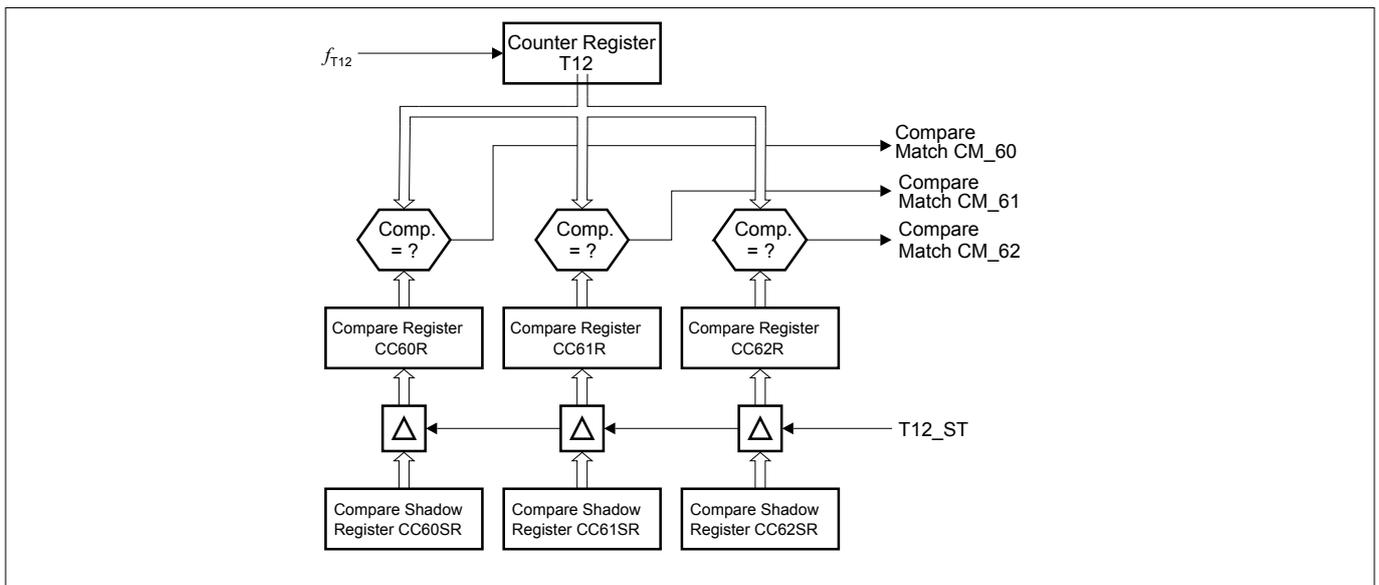 Counter Register
T12
fT12
Compare
Match CM_60
Compare
Match CM_61
Compare
Match CM_62
Comp.
= ?
Comp.
= ?
Comp.
= ?
Compare Register
CC60R
Compare Register
CC61R
Compare Register
CC62R
T12_ST
Compare Shadow
Register CC60SR
Compare Shadow
Register CC61SR
Compare Shadow
Register CC62SR